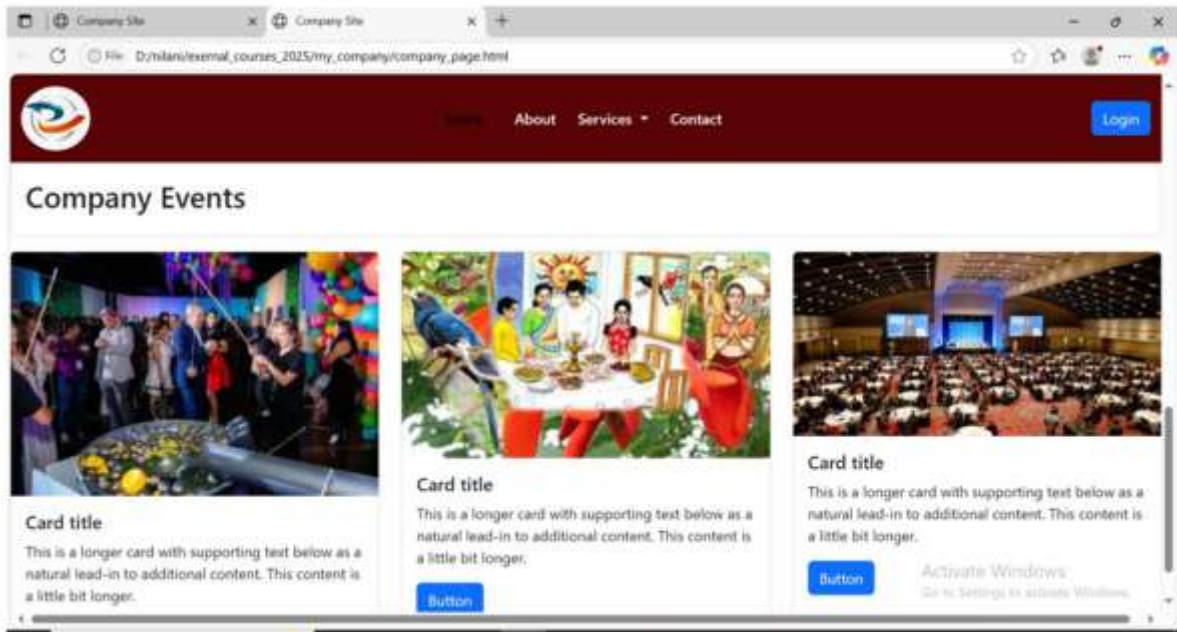 Company Site
Company Site
File D:/nilani/exernal_courses_2025/my_company/company_page.html
Home About Services Contact Login
Company Events
Card title
This is a longer card with supporting text below as a
natural lead-in to additional content. This content is
a little bit longer.
Card title
This is a longer card with supporting text below as a
natural lead-in to additional content. This content is
a little bit longer.
Button
Card title
This is a longer card with supporting text below as a
natural lead-in to additional content. This content is
a little bit longer.
Button
Activate Windows
Go to Settings to activate Windows.